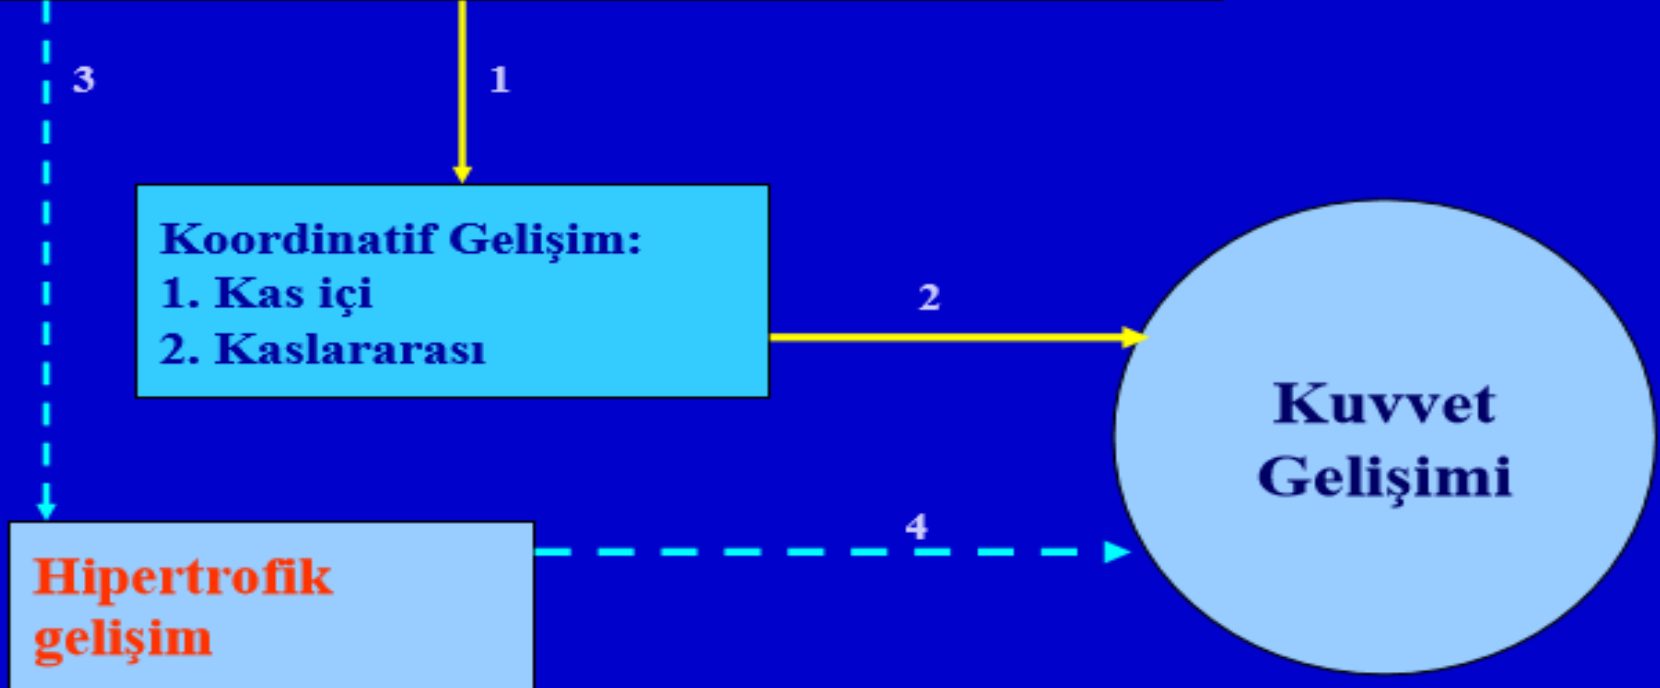 3
1
Koordinatif Gelişim:
1. Kas içi
2. Kaslararası
2
Kuvvet
Gelişimi
4
Hipertrofik
gelişim